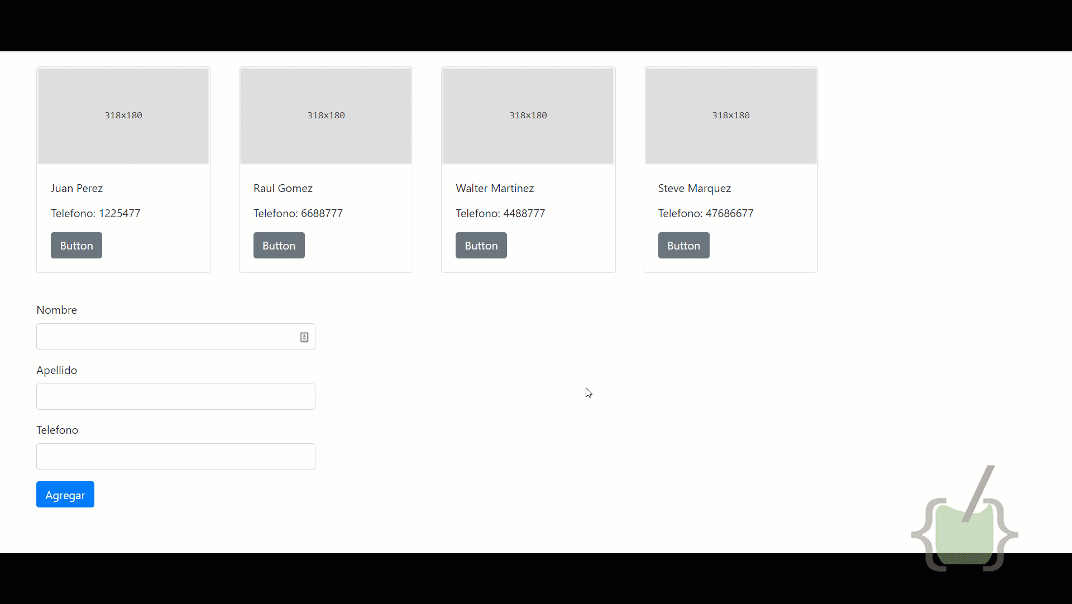 318x180
318x180
318x180
318x180
Juan Perez
Telefono: 1225477
Button
Raul Gomez
Telefono: 6688777
Button
Walter Martinez
Telefono: 4488777
Button
Steve Marquez
Telefono: 47686677
Button
Nombre
Apellido
Telefono
Agregar